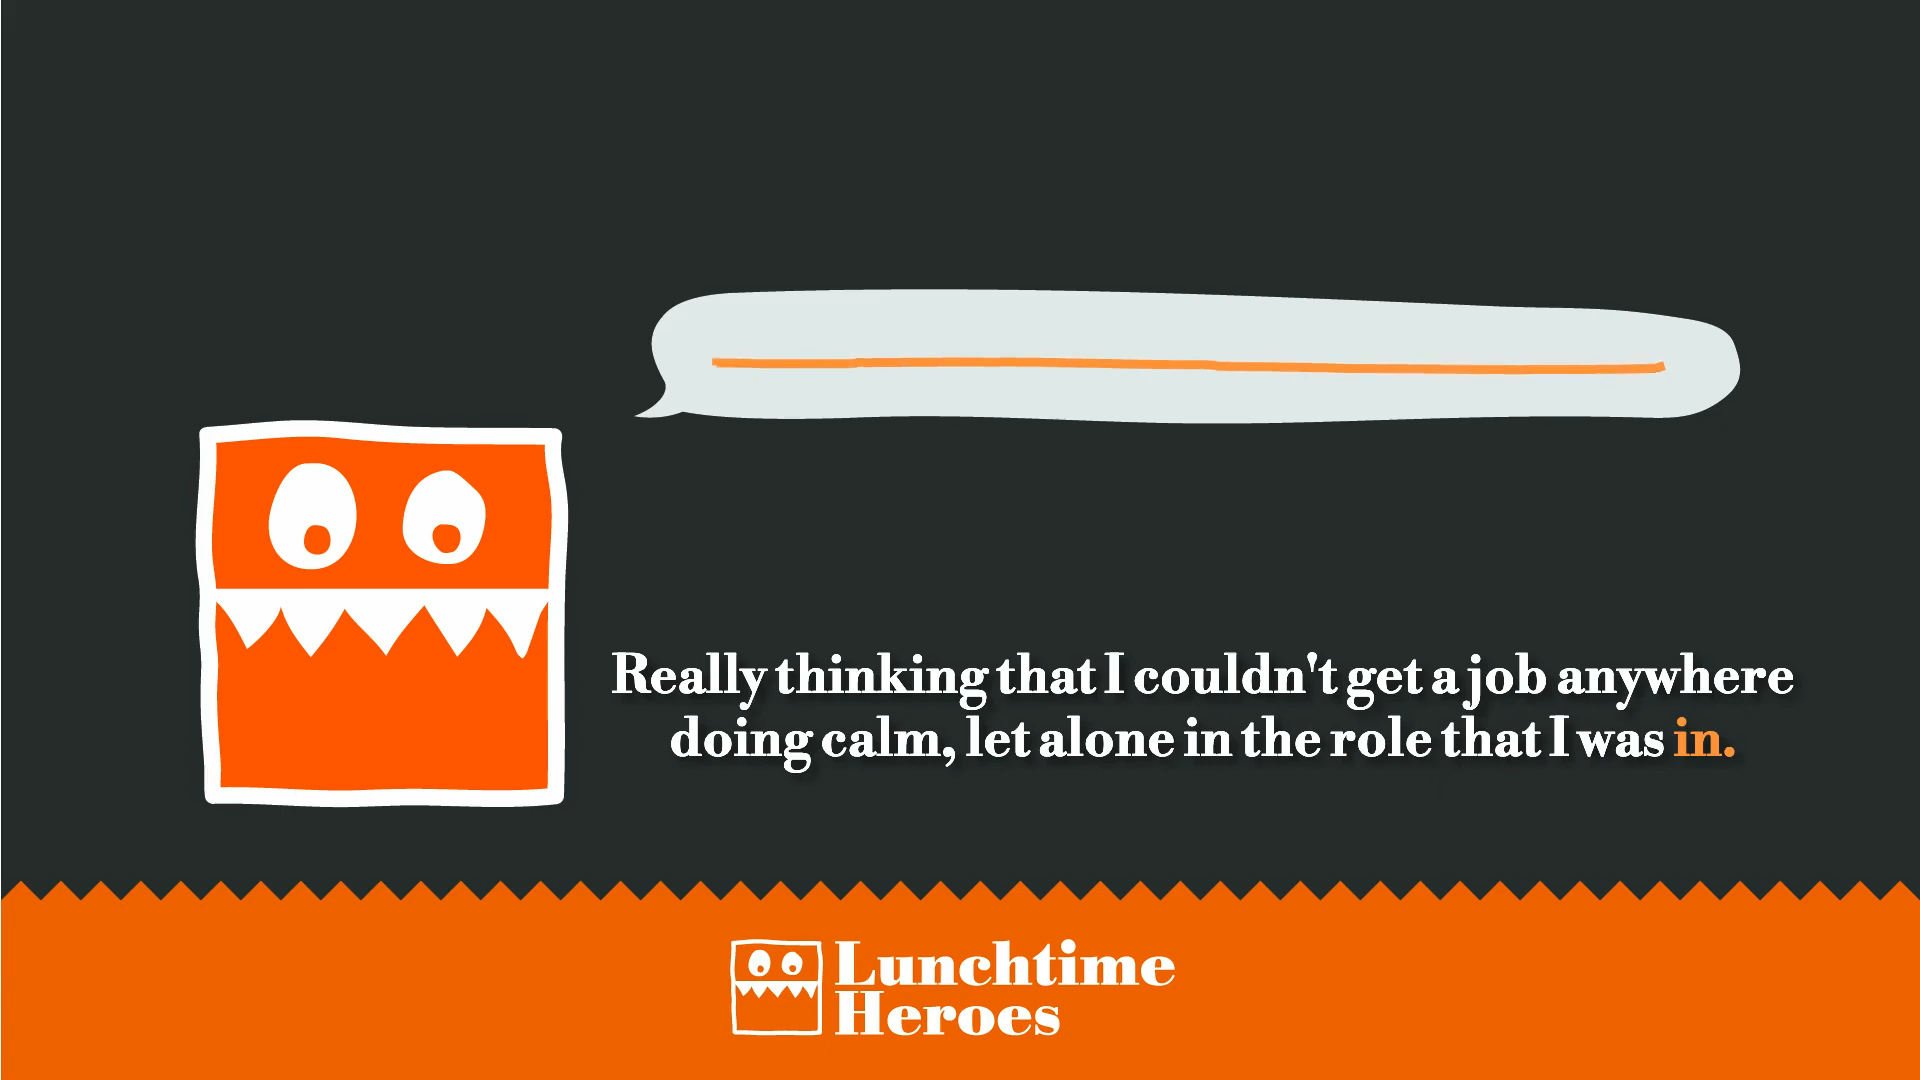 Really thinking that I couldn't get a job anywhere
doing calm, let alone in the role that I was in.
Lunchtime
Heroes